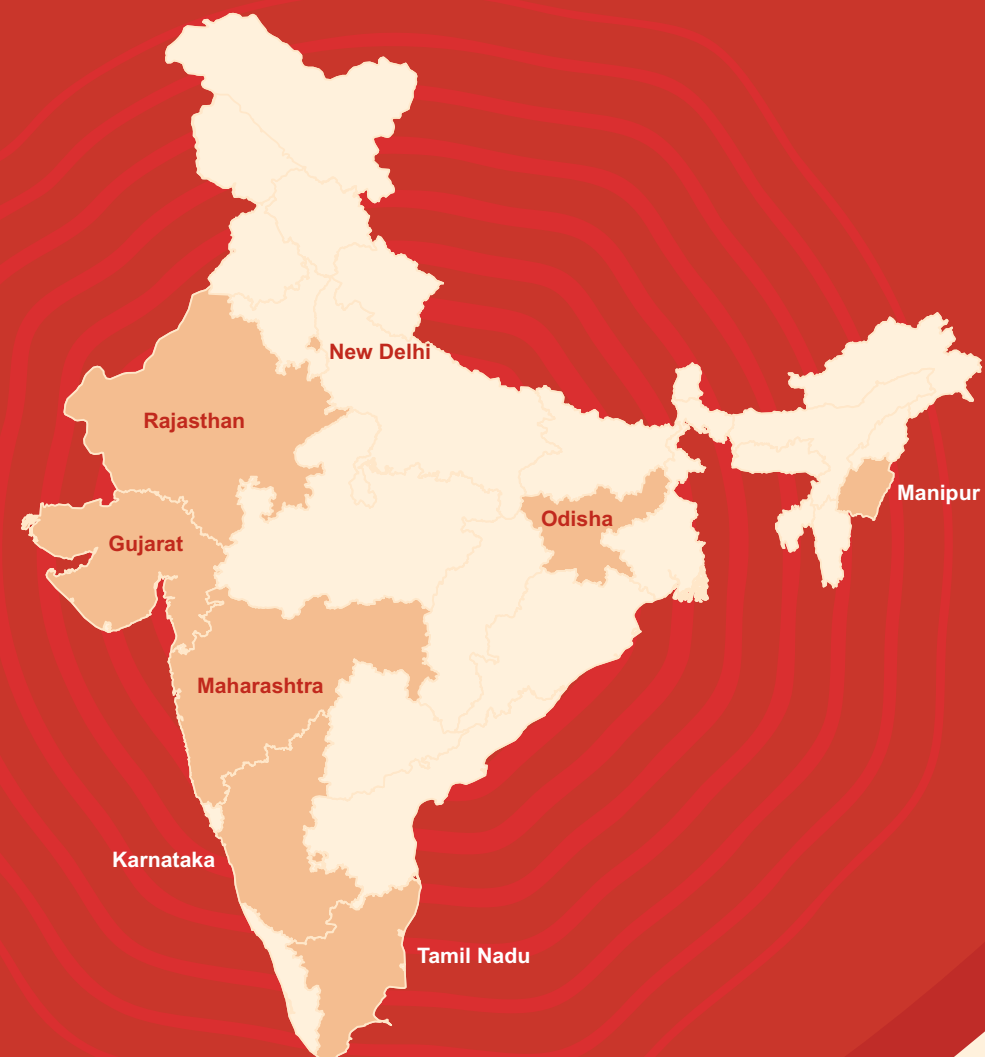 New Delhi
Rajasthan
Manipur
Odisha
Gujarat
Maharashtra
Karnataka
Tamil Nadu